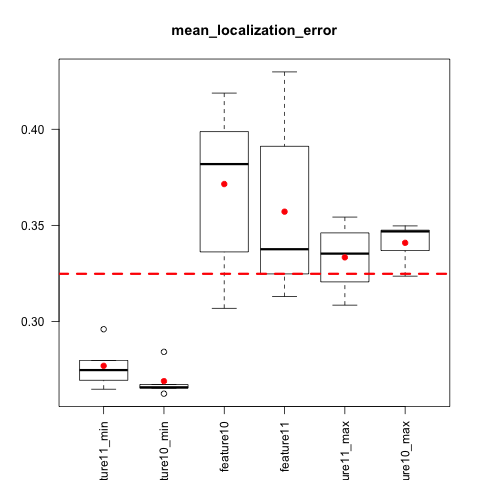 mean_localization_error
0.40
0.35
0.30
ture11_min
ture10_min
feature10
feature11
ure11_max
ure10_max